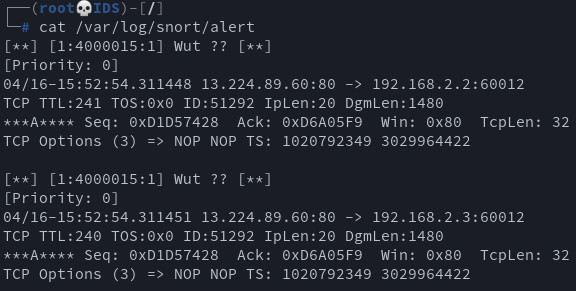 ┌──(root💀IDS)-[/]
└─# cat /var/log/snort/alert
[**] [1:4000015:1] Wut ?? [**]
[Priority: 0]
04/16-15:52:54.311448 13.224.89.60:80 -> 192.168.2.2:60012
TCP TTL:241 TOS:0x0 ID:51292 IpLen:20 DgmLen:1480
***A**** Seq: 0xD1D57428  Ack: 0xD6A05F9  Win: 0x80  TcpLen: 32
TCP Options (3) => NOP NOP TS: 1020792349 3029964422

[**] [1:4000015:1] Wut ?? [**]
[Priority: 0]
04/16-15:52:54.311451 13.224.89.60:80 -> 192.168.2.3:60012
TCP TTL:240 TOS:0x0 ID:51292 IpLen:20 DgmLen:1480
***A**** Seq: 0xD1D57428  Ack: 0xD6A05F9  Win: 0x80  TcpLen: 32
TCP Options (3) => NOP NOP TS: 1020792349 3029964422